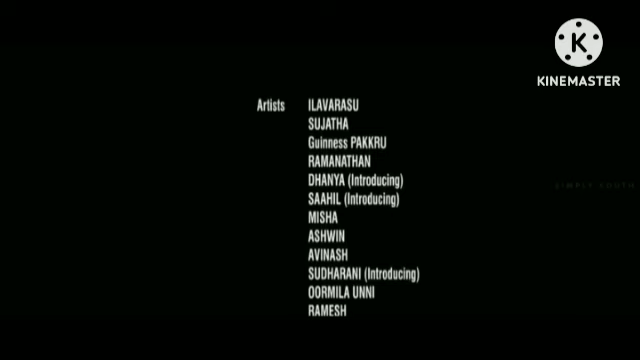 K
KINEMASTER
Artists ILAVARASU
SUJATHA
Guinness PAKKRU
RAMANATHAN
DHANYA (Introducing)
SAAHIL (Introducing)
MISHA
ASHWIN
AVINASH
SUDHARANI (Introducing)
OORMILA UNNI
RAMESH